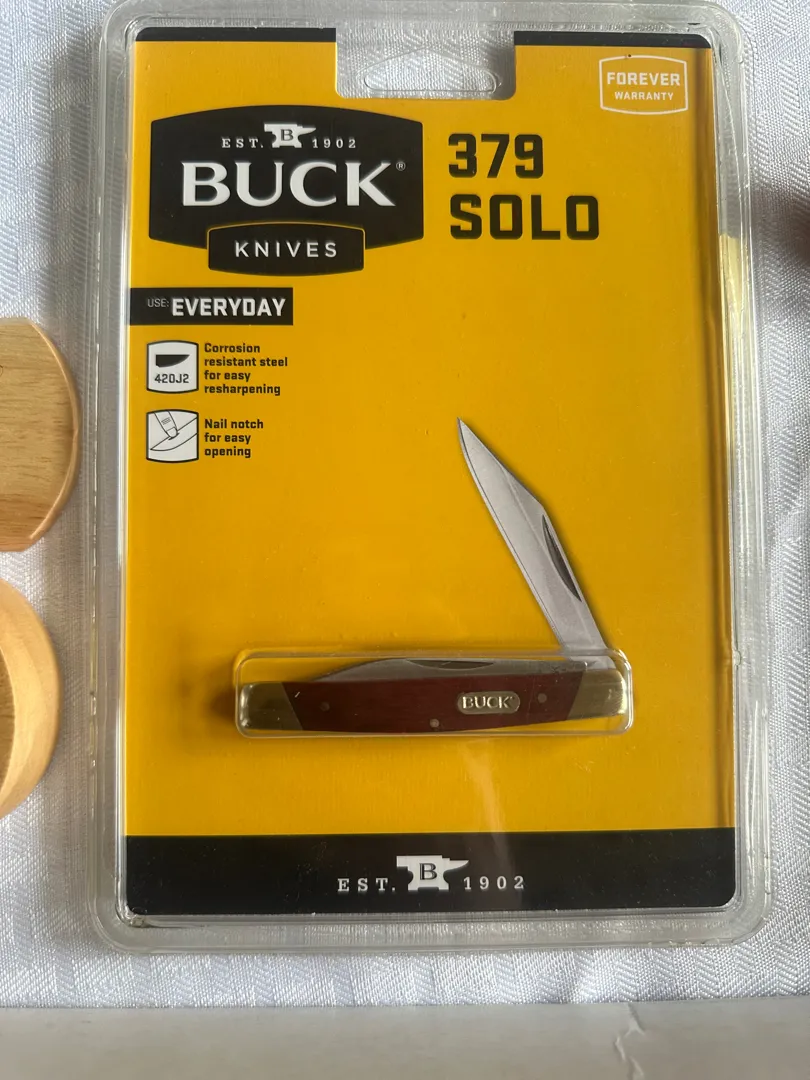 FOREVER
WARRANTY
EST. B 1902
BUCK®
KNIVES
379
SOLO
USE: EVERYDAY
420J2
Corrosion
resistant steel
for easy
resharpening
Nail notch
for easy
opening
BUCK
EST. B 1902